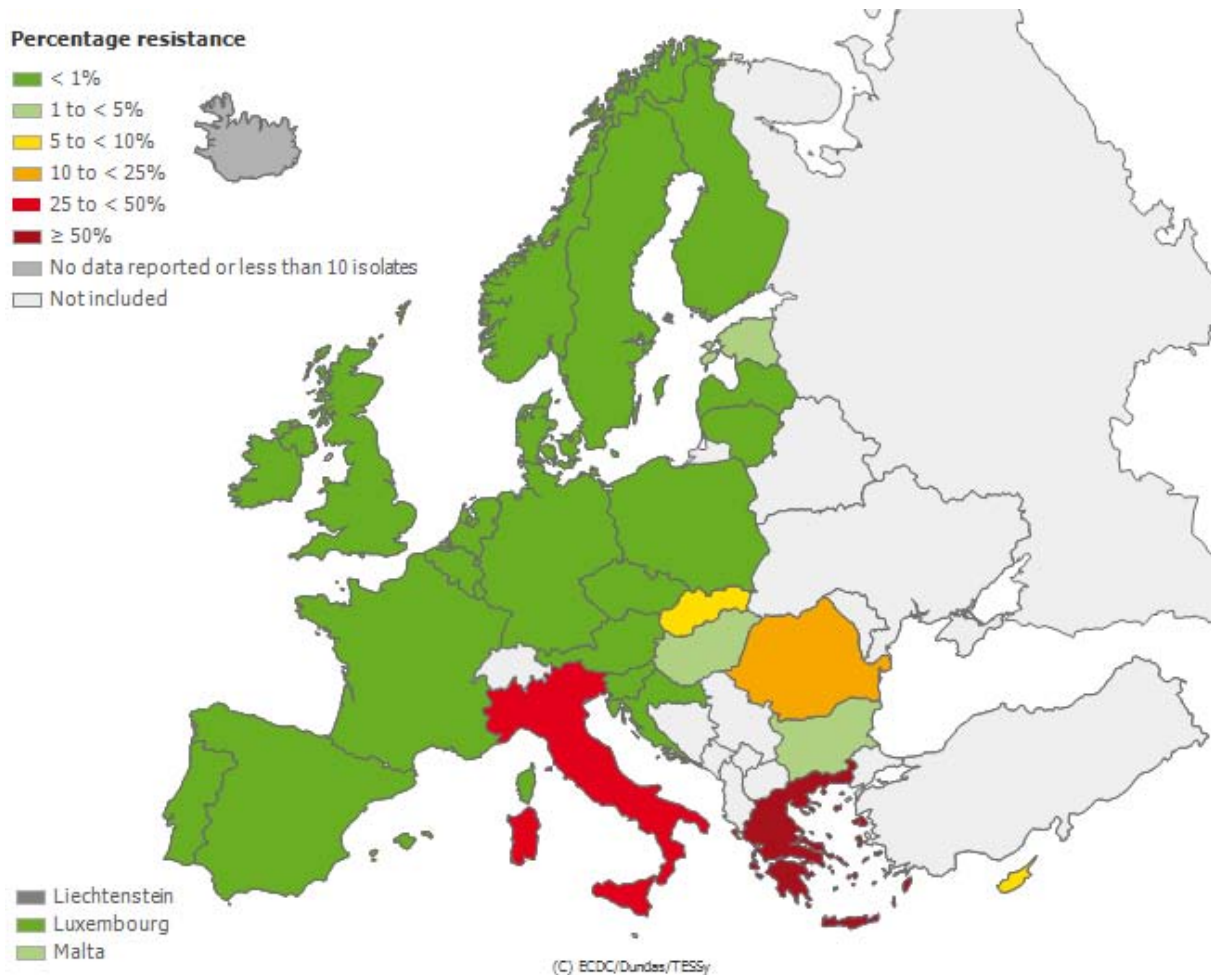 Percentage resistance
< 1%
1 to < 5%
5 to < 10%
10 to < 25%
25 to < 50%
≥ 50%
No data reported or less than 10 isolates
Not included
Liechtenstein
Luxembourg
Malta
(C) ECDC/Dundas/TESSy